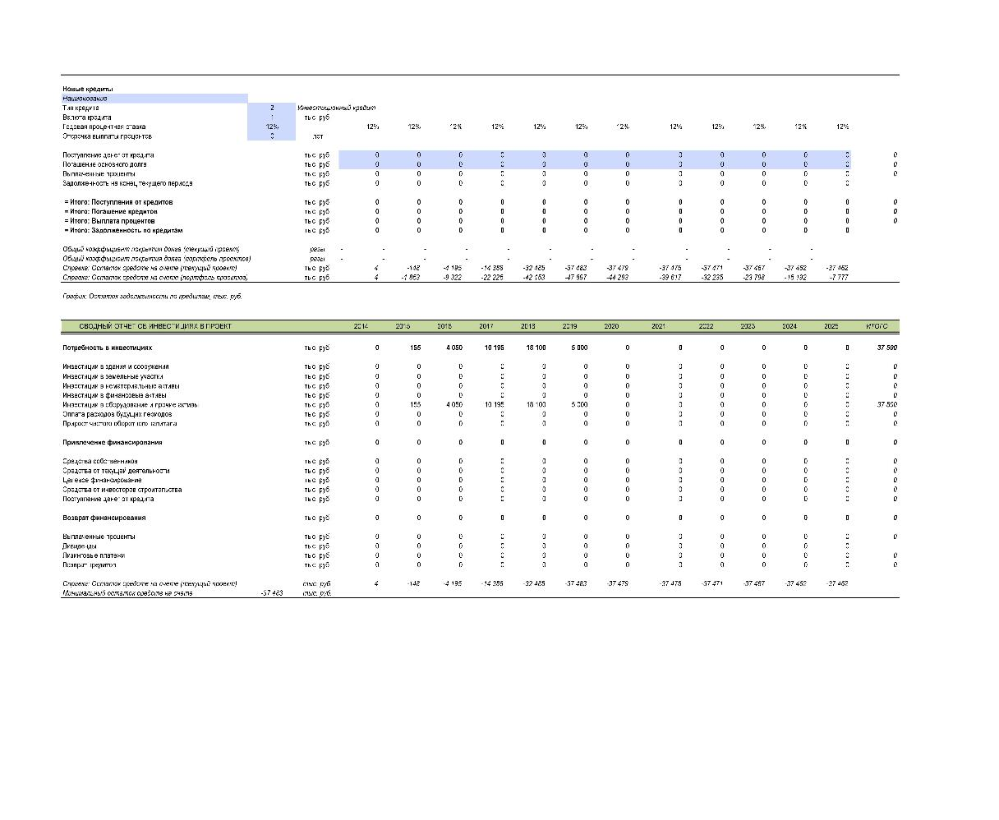 Новые кредиты
Наименование
Тип кредита 2 Инвестиционный кредит
Валюта кредита 1 тыс. руб
Годовая процентная ставка 12% 12% 12% 12% 12% 12% 12% 12% 12% 12% 12% 12% 12%
Отсрочка выплаты процентов 0 лет
Поступление денег от кредита тыс. руб 0 0 0 0 0 0 0 0 0 0 0 0 0
Погашение основного долга тыс. руб 0 0 0 0 0 0 0 0 0 0 0 0 0
Выплаченные проценты тыс. руб 0 0 0 0 0 0 0 0 0 0 0 0 0
Задолженность на конец текущего периода тыс. руб 0 0 0 0 0 0 0 0 0 0 0 0
= Итого: Поступления от кредитов тыс. руб 0 0 0 0 0 0 0 0 0 0 0 0 0
= Итого: Погашение кредитов тыс. руб 0 0 0 0 0 0 0 0 0 0 0 0 0
= Итого: Выплата процентов тыс. руб 0 0 0 0 0 0 0 0 0 0 0 0 0
= Итого: Задолженность по кредитам тыс. руб 0 0 0 0 0 0 0 0 0 0 0 0
Общий коэффициент покрытия долга (текущий проект) разы - - - - - - - - - - - -
Общий коэффициент покрытия долга (портфель проектов) разы - - - - - - - - - - - -
Справка: Остаток средств на счете (текущий проект) тыс. руб 4 -148 -4 195 -14 386 -32 485 -37 483 -37 479 -37 475 -37 471 -37 467 -37 462 -37 462
Справка: Остаток средств на счете (портфель проектов) тыс. руб 4 -42 153 -32 235 -7 777
График: Остаток задолженности по кредитам, тыс. руб.
СВОДНЫЙ ОТЧЕТ ОБ ИНВЕСТИЦИЯХ В ПРОЕКТ 2014 2015 2016 2017 2018 2019 2020 2021 2022 2023 2024 2025 ИТОГО
Потребность в инвестициях тыс. руб 0 155 4 050 10 195 18 100 5 000 0 0 0 0 0 0 37 500
Инвестиции в здания и сооружения тыс. руб 0 0 0 0 0 0 0 0 0 0 0 0 0
Инвестиции в земельные участки тыс. руб 0 0 0 0 0 0 0 0 0 0 0 0 0
Инвестиции в нематериальные активы тыс. руб 0 0 0 0 0 0 0 0 0 0 0 0 0
Инвестиции в финансовые активы тыс. руб 0 0 0 0 0 0 0 0 0 0 0 0 0
Инвестиции в оборудование и прочие активы тыс. руб 0 155 4 050 10 195 18 100 5 000 0 0 0 0 0 0 37 500
Оплата расходов будущих периодов тыс. руб 0 0 0 0 0 0 0 0 0 0 0 0 0
Прирост чистого оборотного капитала тыс. руб 0 0 0 0 0 0 0 0 0 0 0 0 0
Привлечение финансирования тыс. руб 0 0 0 0 0 0 0 0 0 0 0 0 0
Средства собственников тыс. руб 0 0 0 0 0 0 0 0 0 0 0 0 0
Средства от текущей деятельности тыс. руб 0 0 0 0 0 0 0 0 0 0 0 0 0
Целевое финансирование тыс. руб 0 0 0 0 0 0 0 0 0 0 0 0 0
Средства от инвесторов строительства тыс. руб 0 0 0 0 0 0 0 0 0 0 0 0 0
Поступление денег от кредита тыс. руб 0 0 0 0 0 0 0 0 0 0 0 0 0
Возврат финансирования тыс. руб 0 0 0 0 0 0 0 0 0 0 0 0 0
Выплаченные проценты тыс. руб 0 0 0 0 0 0 0 0 0 0 0 0 0
Дивиденды тыс. руб 0 0 0 0 0 0 0 0 0 0 0 0
Лизинговые платежи тыс. руб 0 0 0 0 0 0 0 0 0 0 0 0 0
Возврат кредитов тыс. руб 0 0 0 0 0 0 0 0 0 0 0 0 0
Справка: Остаток средств на счете (текущий проект) тыс. руб. 4 -148 -4 195 -14 386 -32 485 -37 483 -37 479 -37 475 -37 471 -37 467 -37 462 -37 462
Минимальный остаток средств на счете -37 483 тыс. руб.